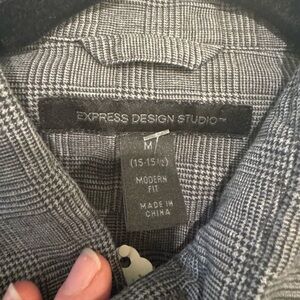 EXPRESS DESIGN STUDIO™
M
(15-15½)
MODERN
FIT
MADE IN
CHINA